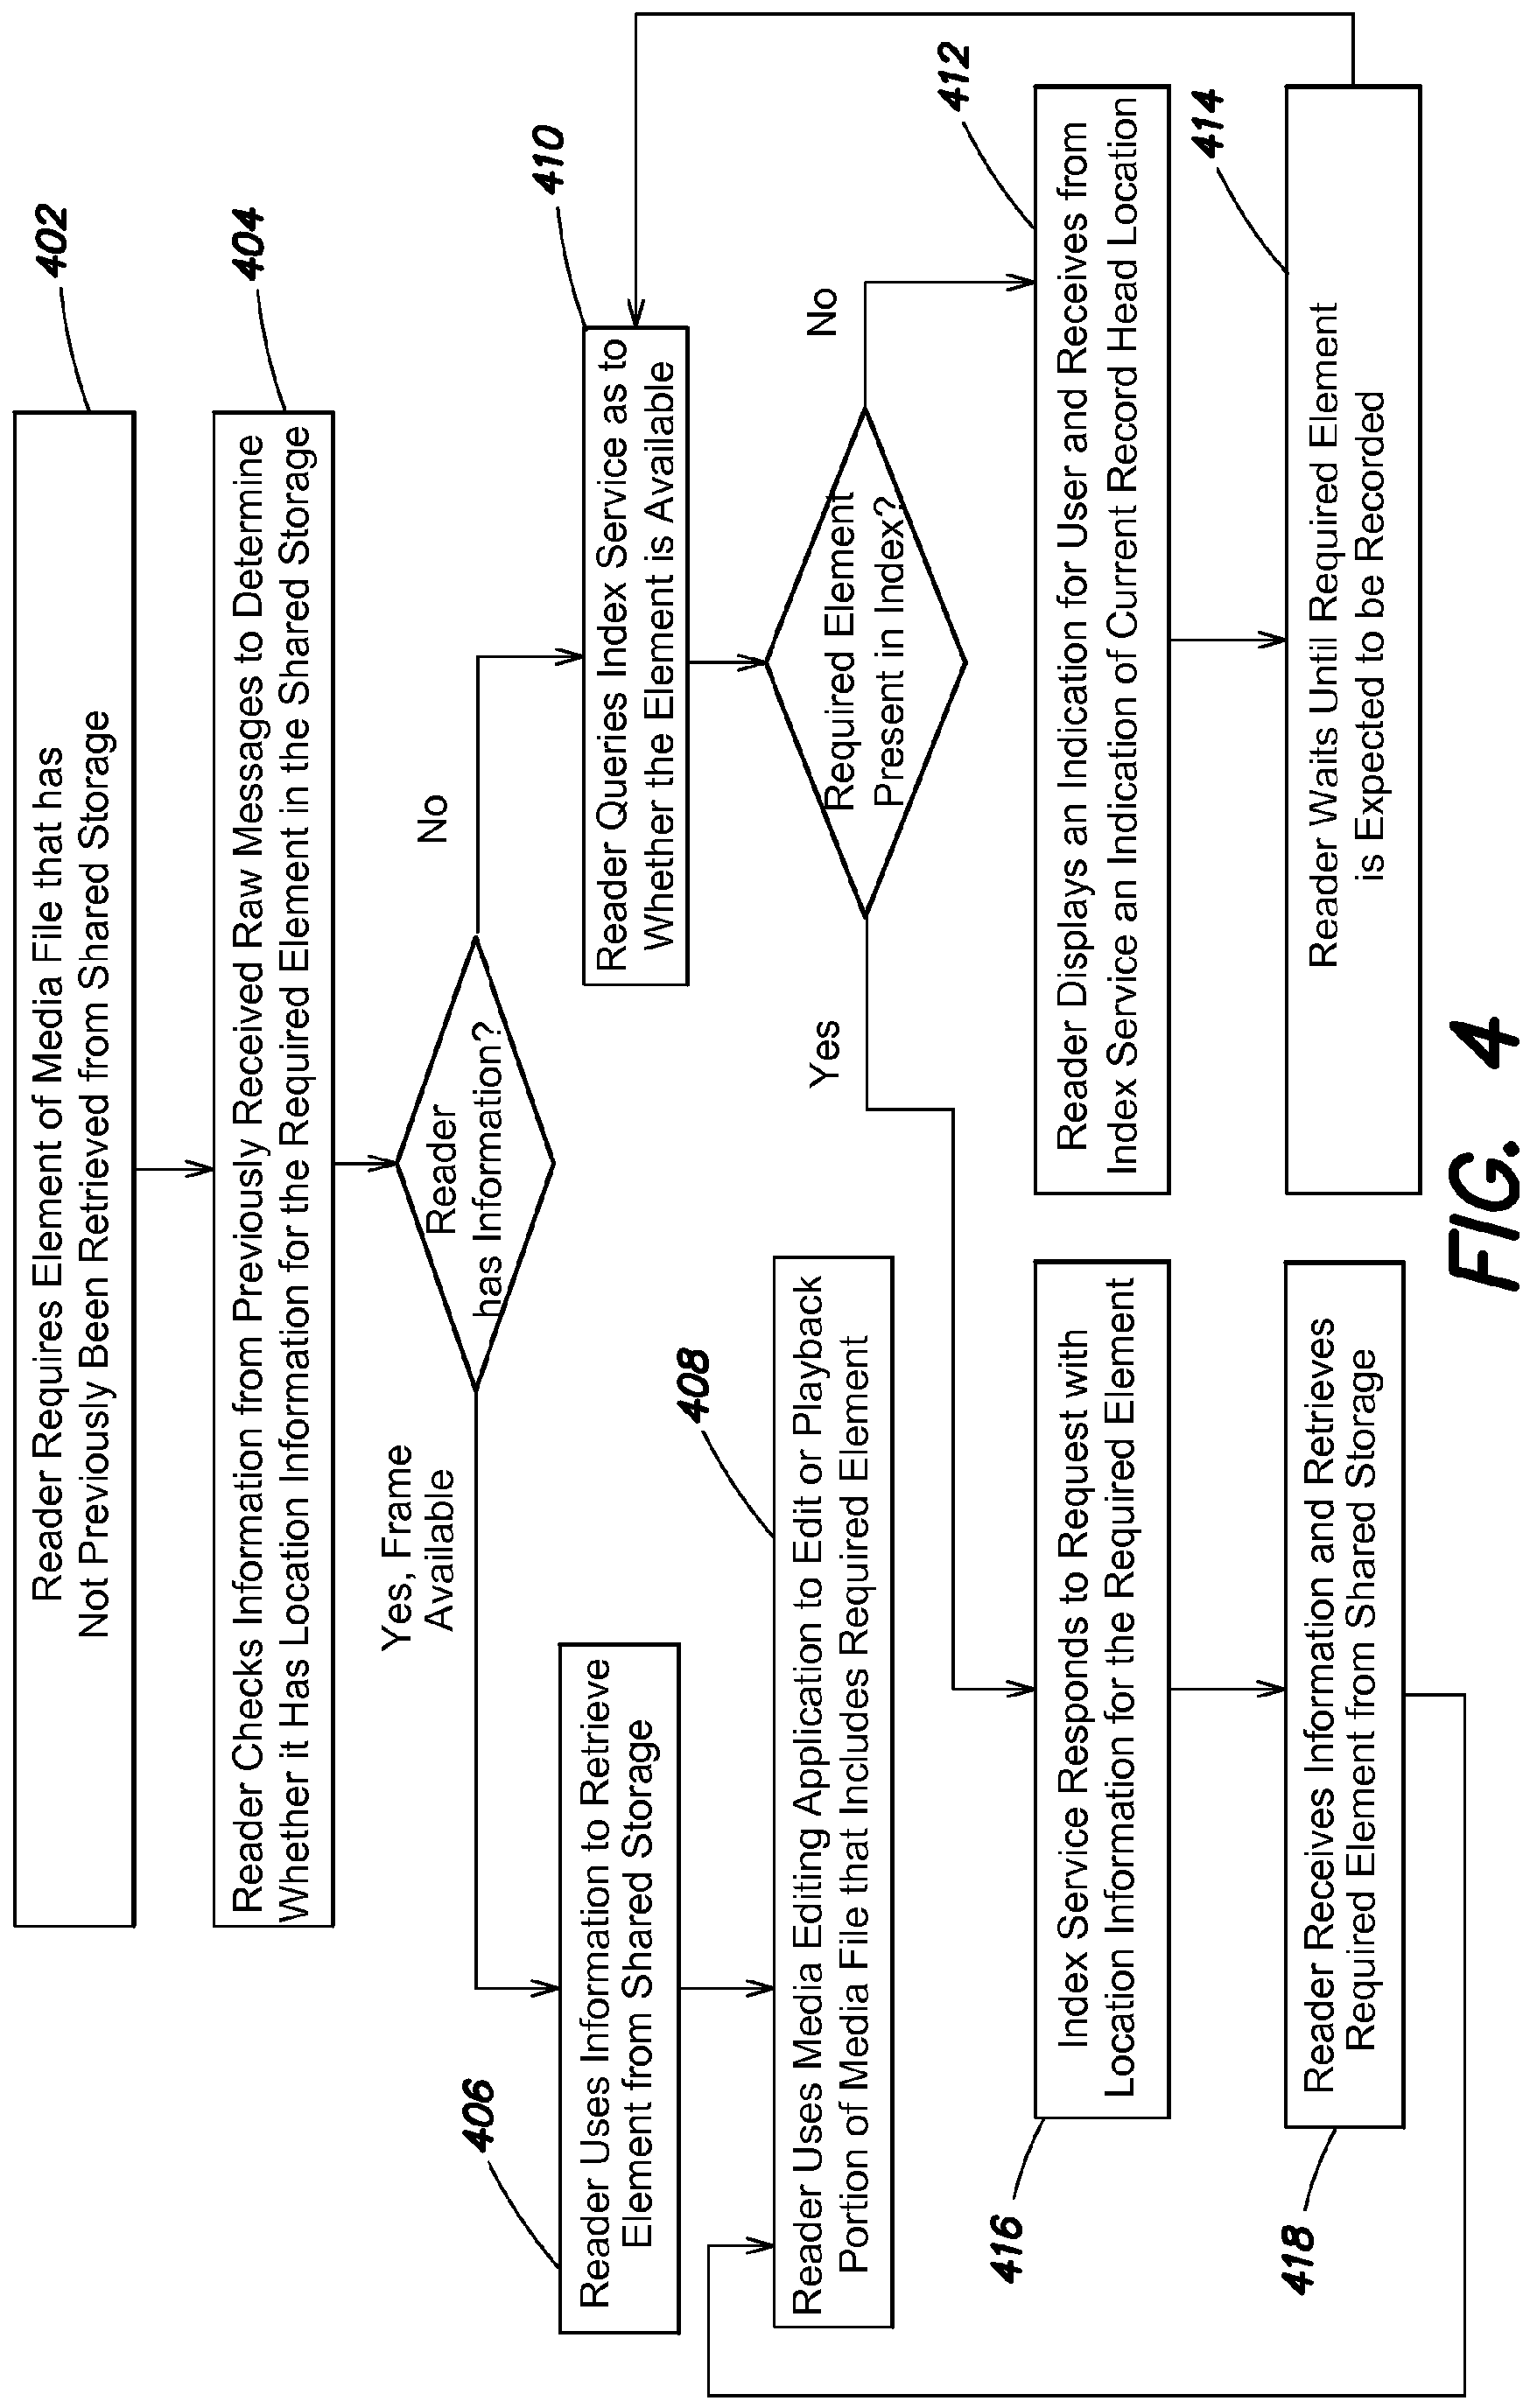 402
Reader Requires Element of Media File that has
Not Previously Been Retrieved from Shared Storage
404
Reader Checks Information from Previously Received Raw Messages to Determine
Whether it Has Location Information for the Required Element in the Shared Storage
Reader
has Information?
Yes, Frame
Available
No
406
Reader Uses Information to Retrieve
Element from Shared Storage
408
Reader Uses Media Editing Application to Edit or Playback
Portion of Media File that Includes Required Element
410
Reader Queries Index Service as to
Whether the Element is Available
Required Element
Present in Index?
Yes
No
412
Reader Displays an Indication for User and Receives from
Index Service an Indication of Current Record Head Location
414
Reader Waits Until Required Element
is Expected to be Recorded
416
Index Service Responds to Request with
Location Information for the Required Element
418
Reader Receives Information and Retrieves
Required Element from Shared Storage
FIG. 4